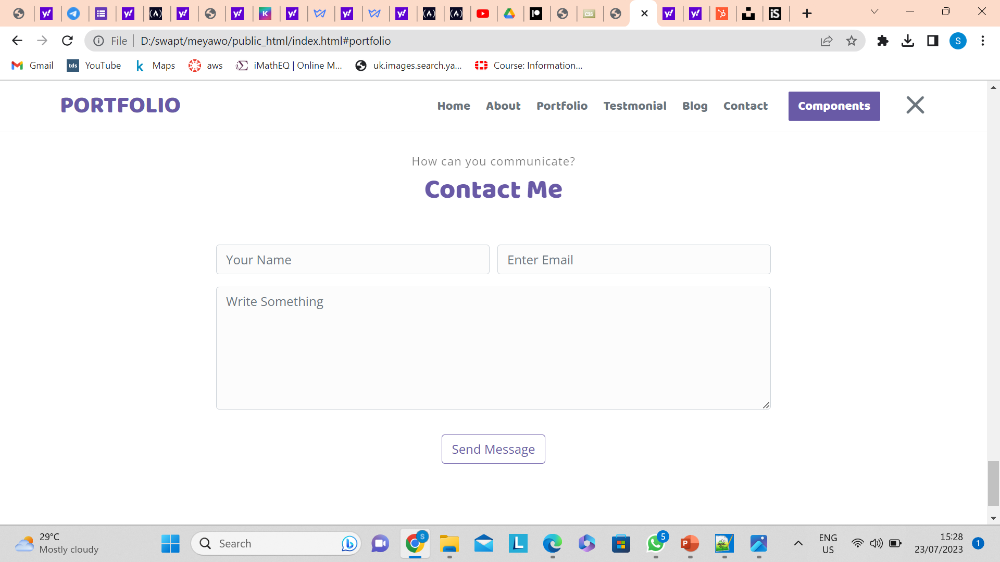 File D:/swapt/meyawo/public_html/index.html#portfolio
S
Gmail tds YouTube Maps aws iMathEQ | Online M... uk.images.search.ya... Course: Information...
PORTFOLIO Home About Portfolio Testmonial Blog Contact Components
How can you communicate?
Contact Me
Your Name Enter Email
Write Something
Send Message
29°C
Mostly cloudy
Search
S
5
ENG
US
15:28
23/07/2023
1